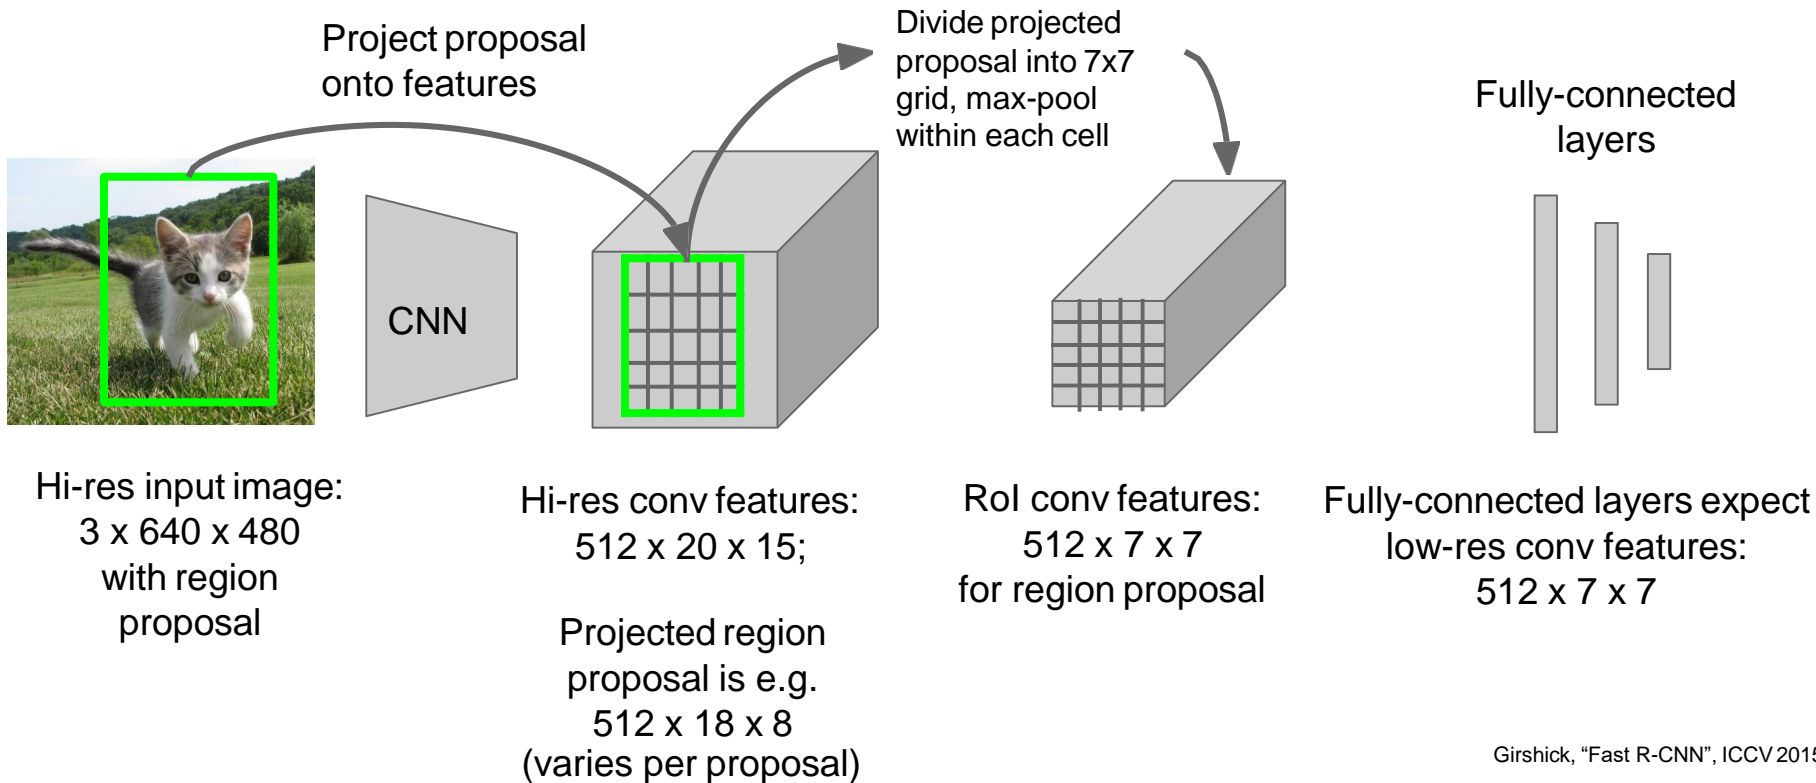 Project proposal
onto features
Divide projected
proposal into 7x7
grid, max-pool
within each cell
Fully-connected
layers
CNN
Hi-res input image:
3 x 640 x 480
with region
proposal
Hi-res conv features:
512 x 20 x 15;
Projected region
proposal is e.g.
512 x 18 x 8
(varies per proposal)
RoI conv features:
512 x 7 x 7
for region proposal
Fully-connected layers expect
low-res conv features:
512 x 7 x 7
Girshick, “Fast R-CNN”, ICCV 2015